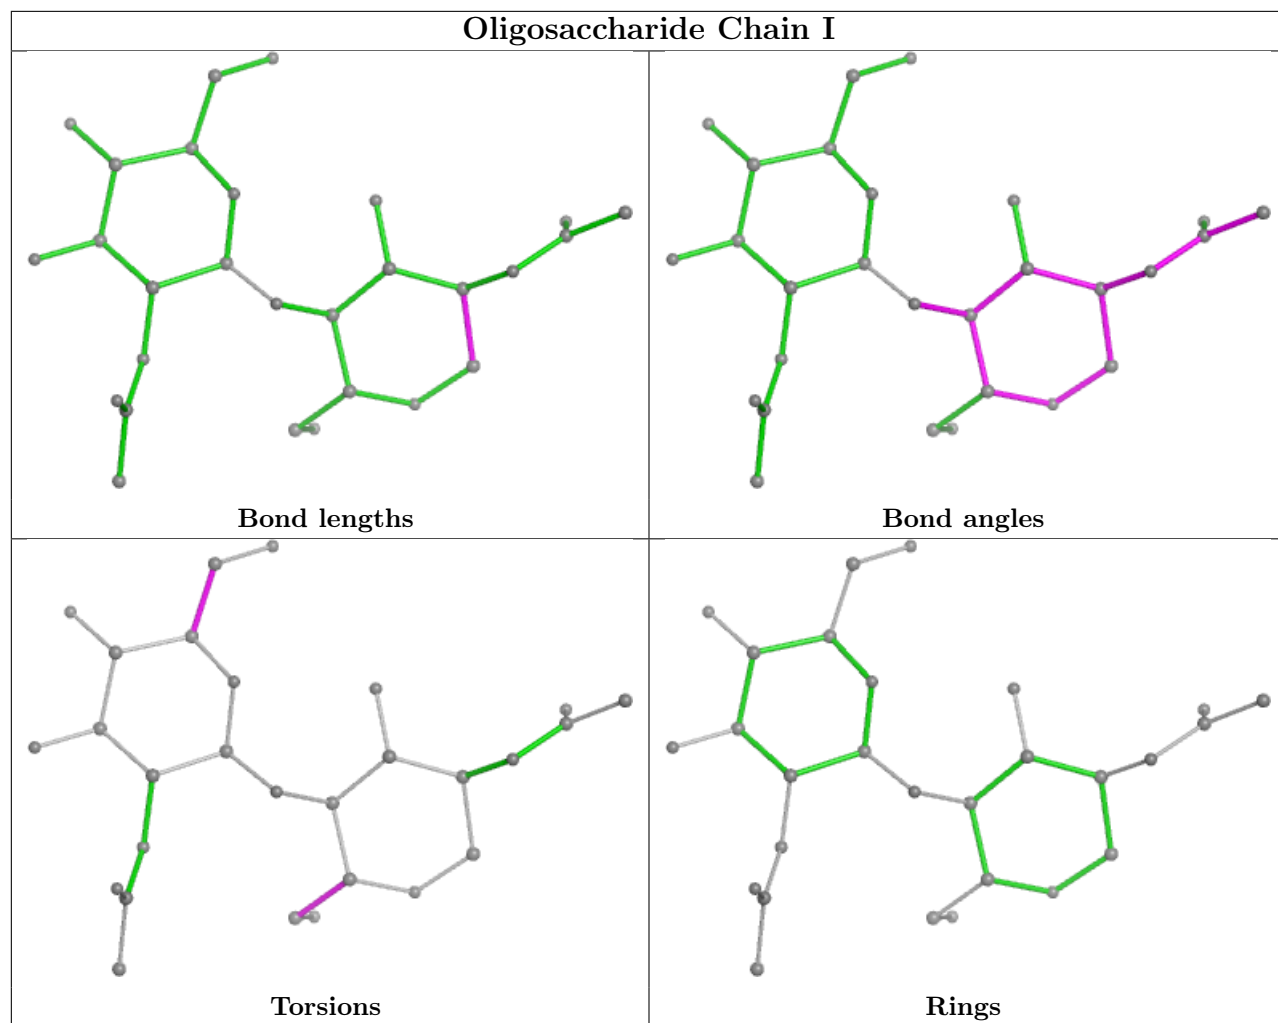 Oligosaccharide Chain I
Bond lengths
Bond angles
Torsions
Rings